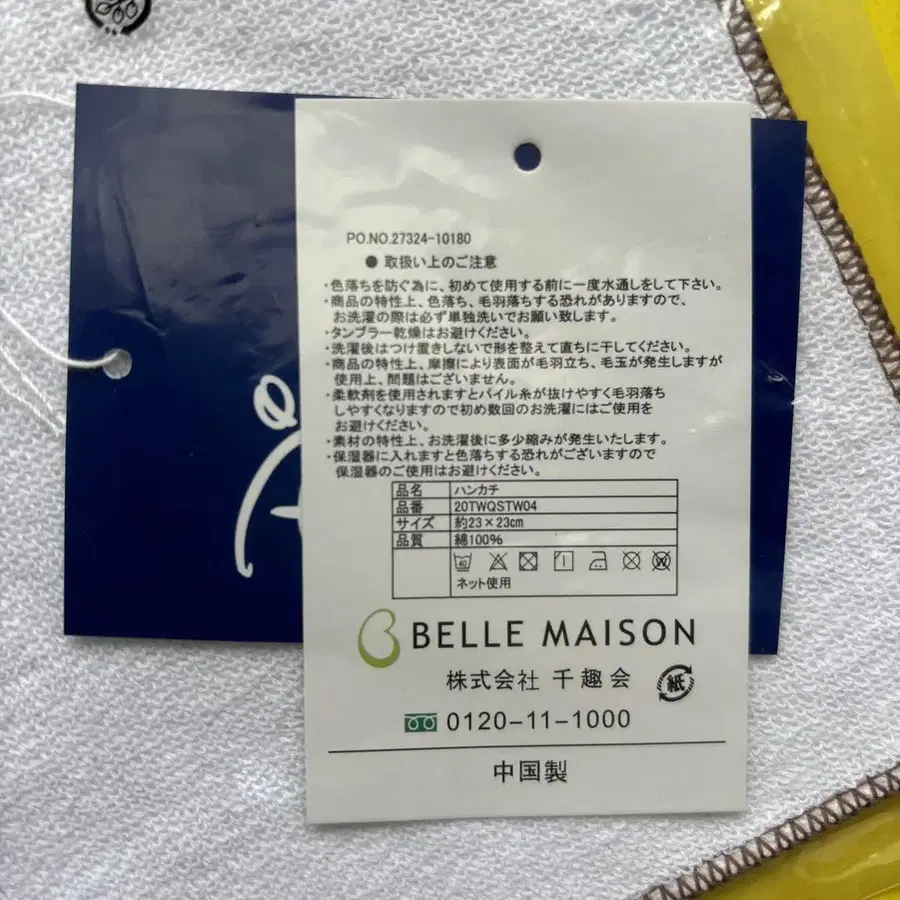 PO.NO.27324-10180
● 取扱い上のご注意
・色落ちを防ぐ為に、初めて使用する前に一度水通しをして下さい。
・商品の特性上、色落ち、毛羽落ちする恐れがありますので、
お洗濯の際は必ず単独洗いでお願い致します。
・タンブラー乾燥はお避けください。
・洗濯後はつけ置きしないで形を整えて直ちに干してください。
・商品の特性上、摩擦により表面が毛羽立ち、毛玉が発生しますが
使用上、問題はございません。
・柔軟剤を使用されますとパイル糸が抜けやすく毛羽落ち
しやすくなりますので初め数回のお洗濯にはご使用を
お避けください。
・素材の特性上、お洗濯後に多少縮みが発生いたします。
・保湿器に入れますと色落ちする恐れがございますので
保湿器のご使用はお避けください。
品名 ハンカチ
品番 20TWQSTW04
サイズ 約23×23cm
品質 綿100%
40 W
ネット使用
BELLE MAISON
株式会社 千趣会 紙
0120-11-1000
中国製